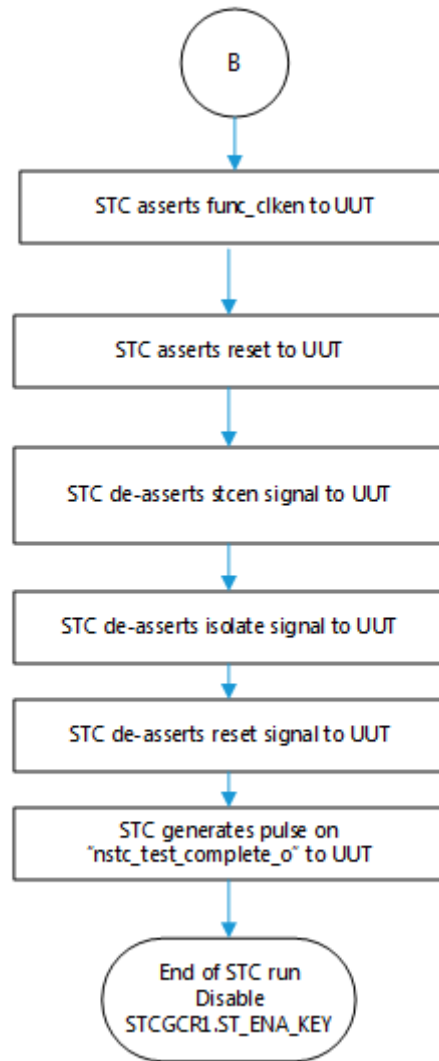 B
STC asserts func_clken to UUT
STC asserts reset to UUT
STC de-asserts stcen signal to UUT
STC de-asserts isolate signal to UUT
STC de-asserts reset signal to UUT
STC generates pulse on
"nstc_test_complete_o" to UUT
End of STC run
Disable
STCGCR1.ST_ENA_KEY